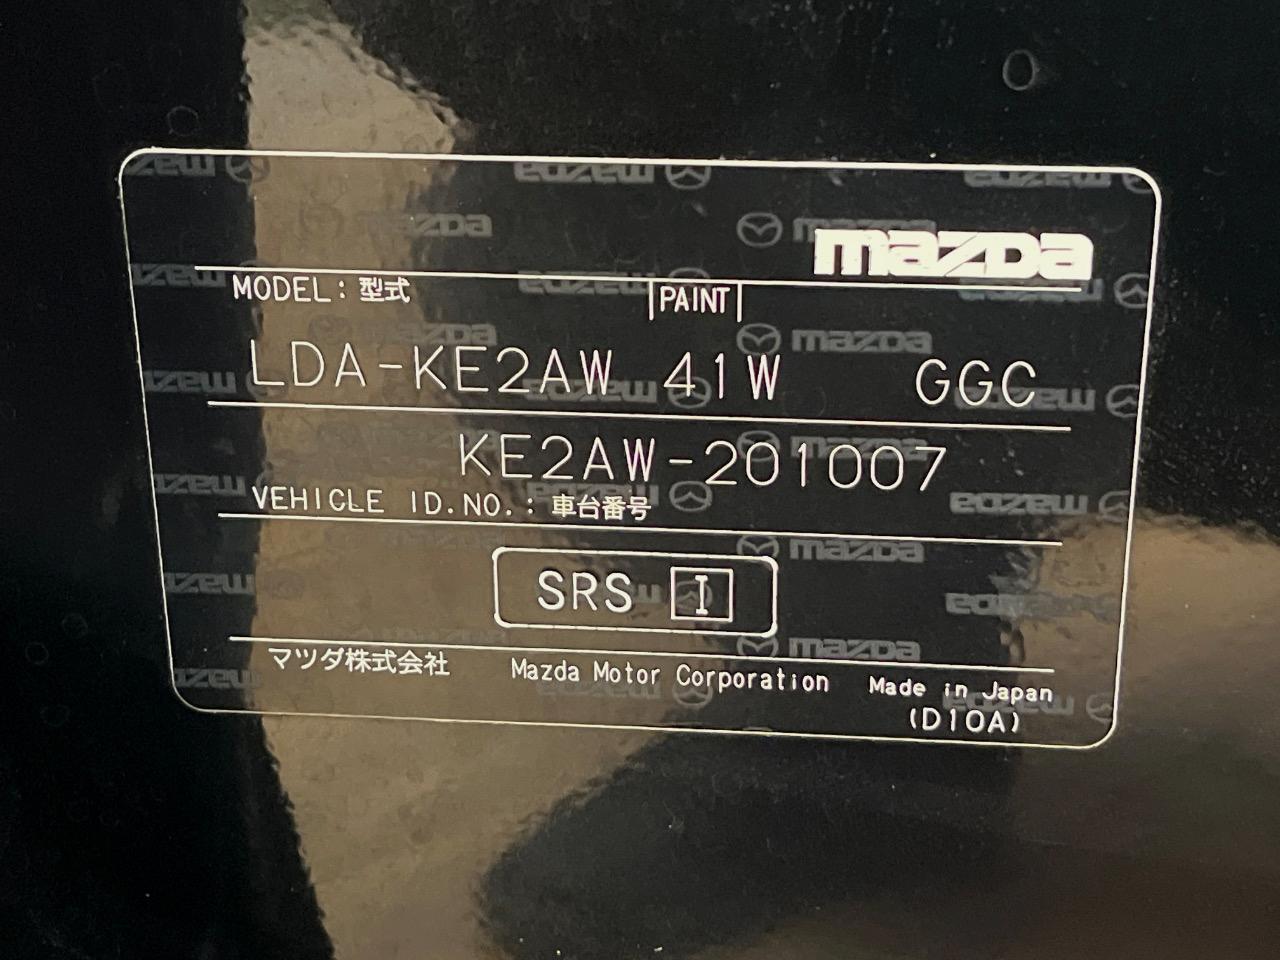 mazda
MODEL : 型式 PAINT
LDA-KE2AW 41W GGC
KE2AW-201007
VEHICLE ID.NO. : 車台番号
SRS I
マツダ株式会社 Mazda Motor Corporation Made in Japan
(D10A)